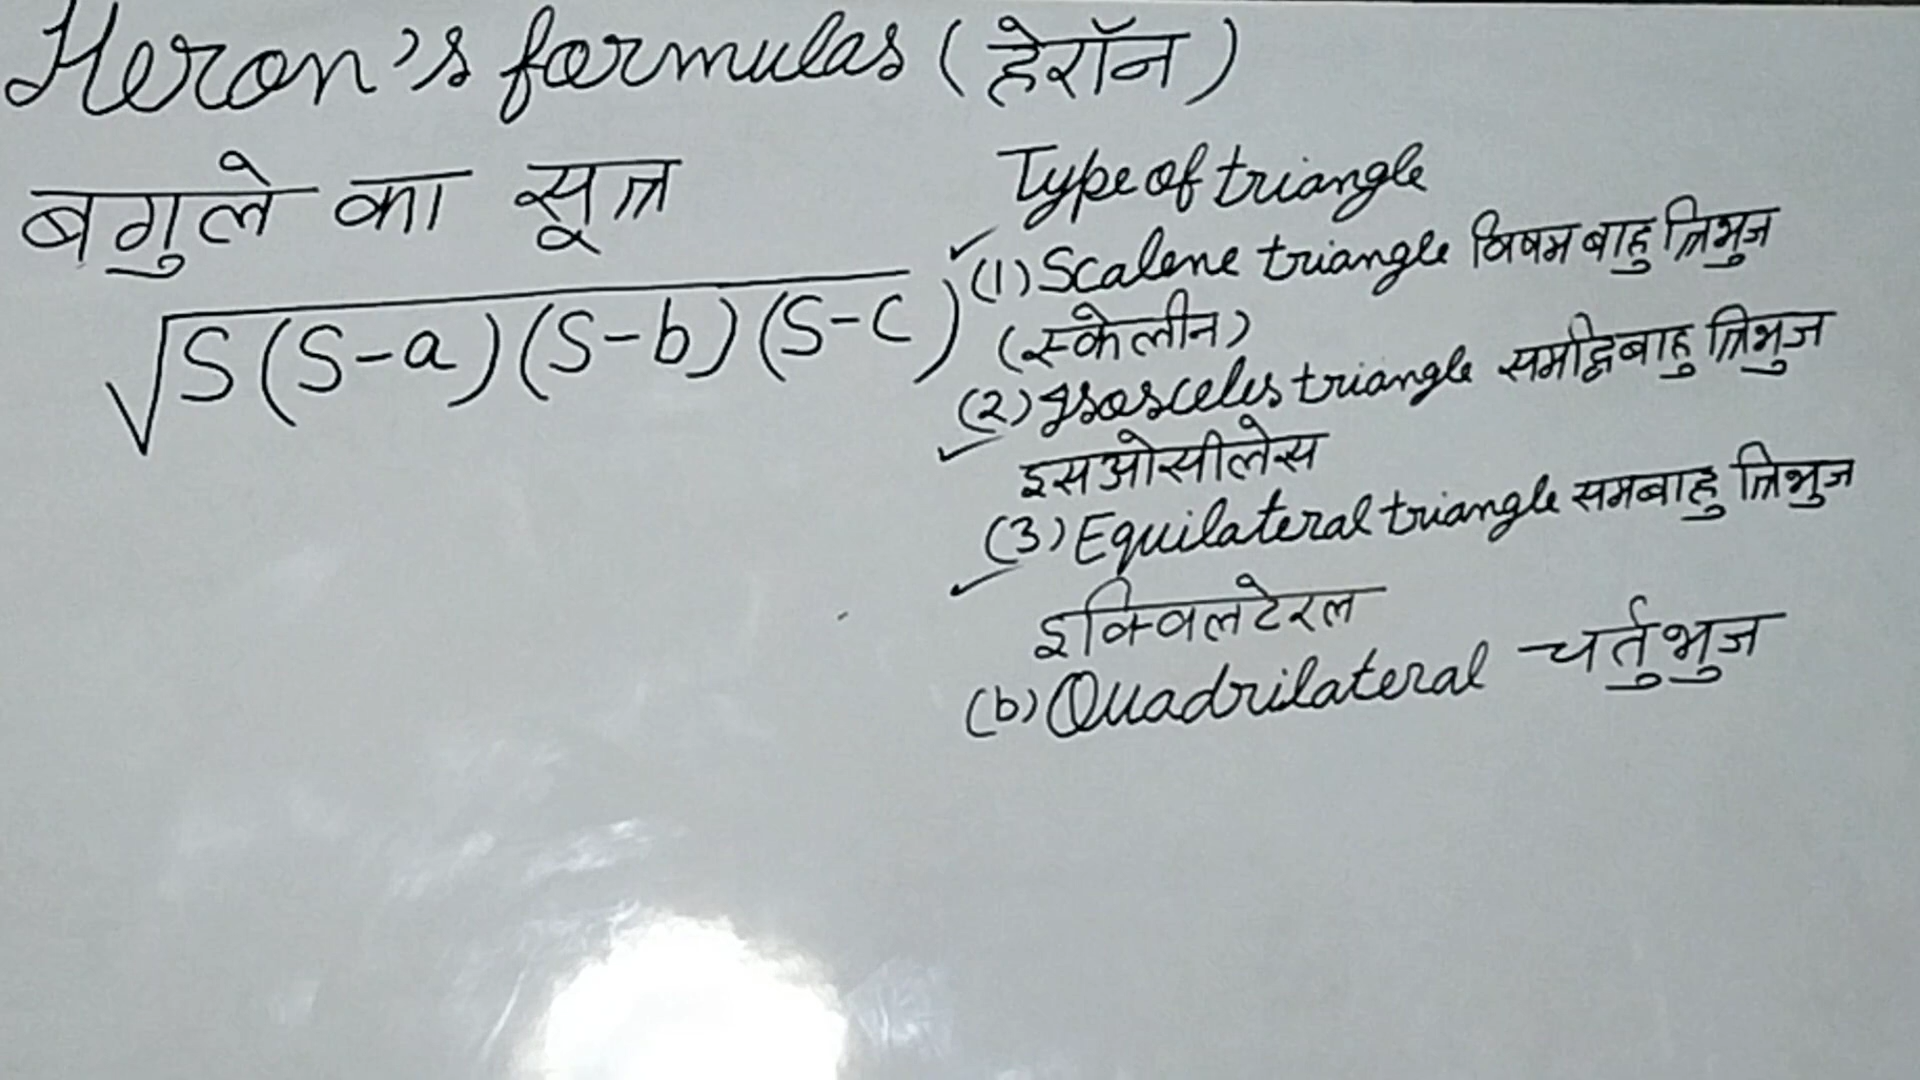 Heron's formulas (हेरॉन)
बगुले का सूत्र
√S(S-a)(S-b)(S-c)
Type of triangle
(1) Scalene triangle विषम बाहु त्रिभुज
(स्केलीन)
(2) Isosceles triangle समद्विबाहु त्रिभुज
इसओसीलेस
(3) Equilateral triangle समबाहु त्रिभुज
इक्विलटेरल
(b) Quadrilateral चर्तुभुज